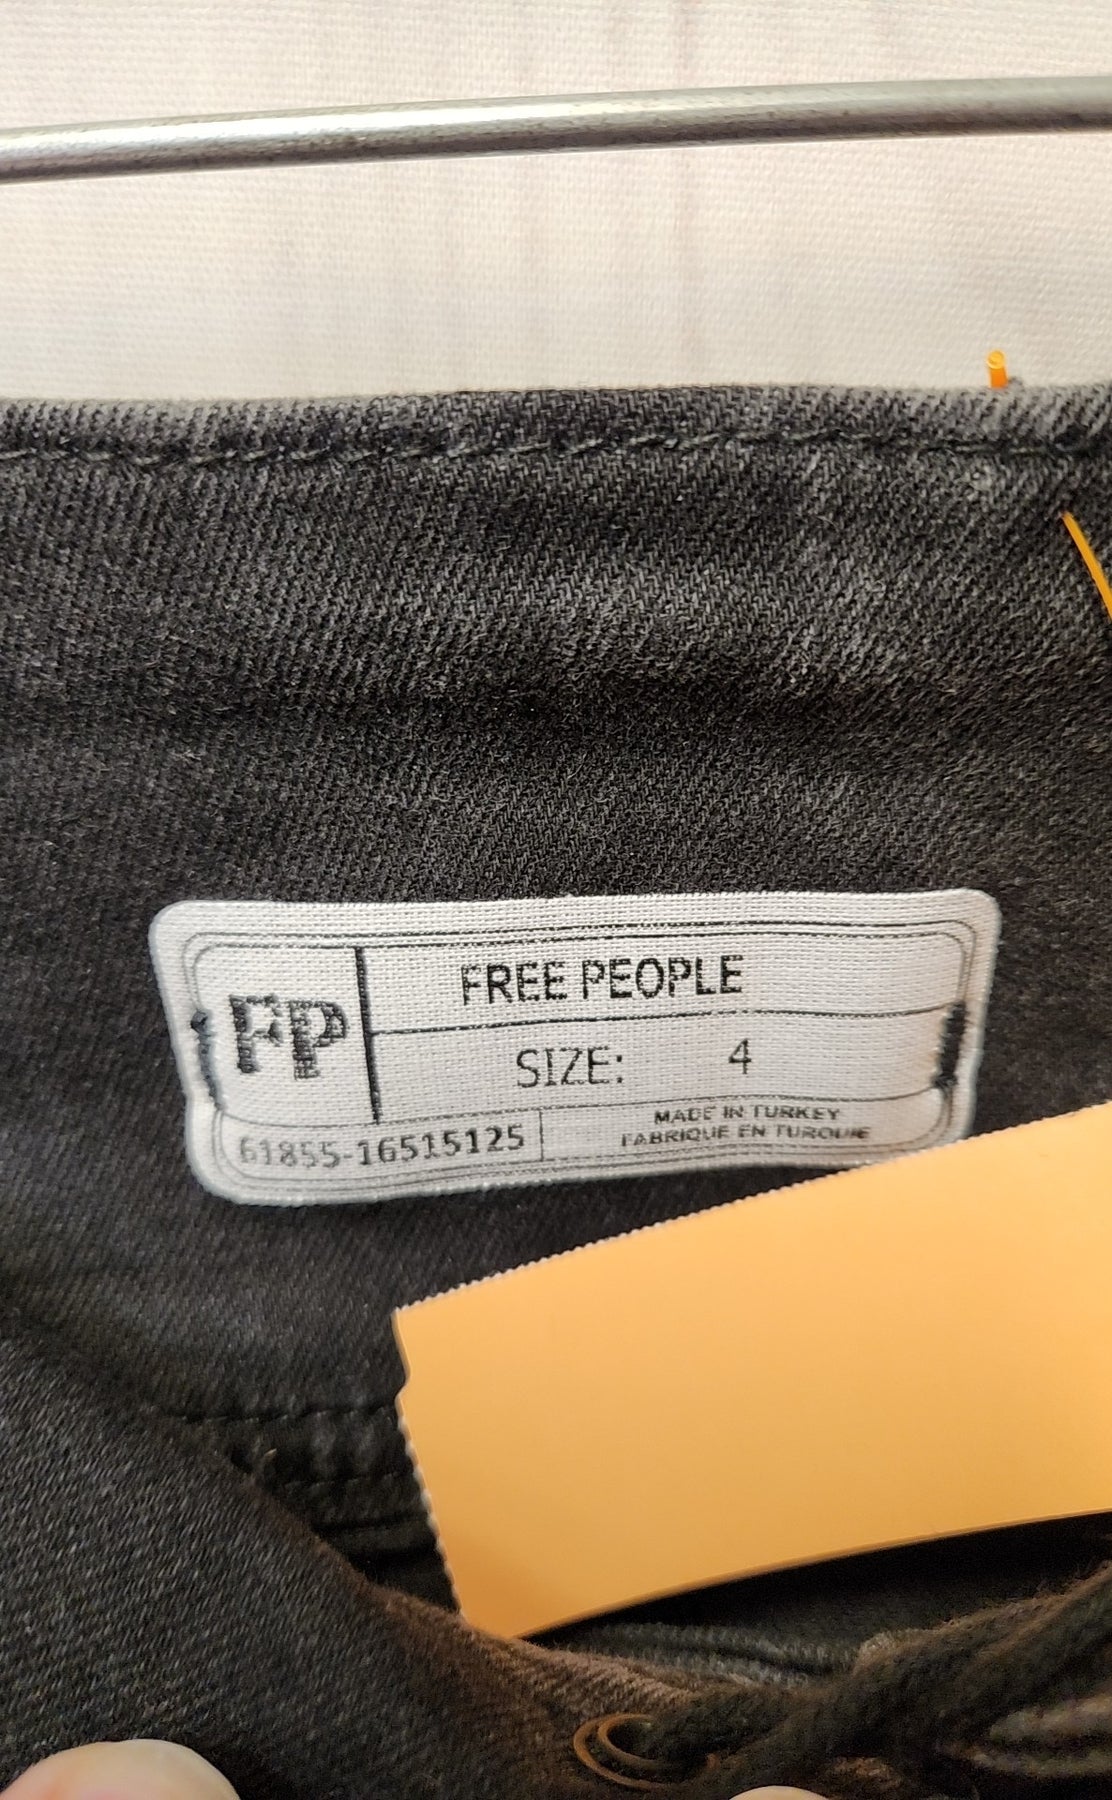 FP
FREE PEOPLE
SIZE: 4
61855-16515125
MADE IN TURKEY
FABRIQUE EN TURQUIE